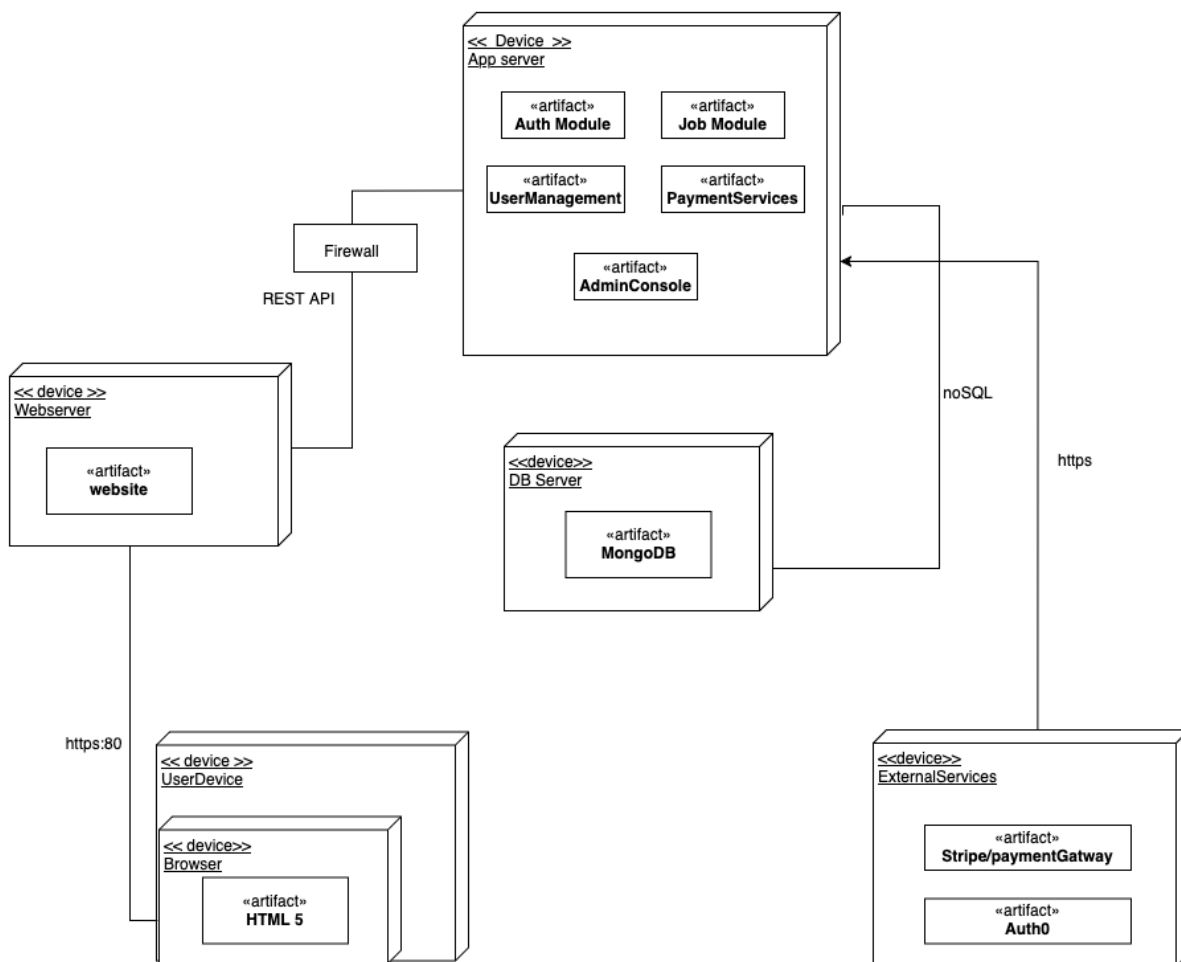 << Device >>
App server
«artifact»
Auth Module
«artifact»
Job Module
«artifact»
UserManagement
«artifact»
PaymentServices
«artifact»
AdminConsole
Firewall
REST API
<< device >>
Webserver
«artifact»
website
noSQL
<<device>>
DB Server
«artifact»
MongoDB
https
https:80
<< device >>
UserDevice
<< device>>
Browser
«artifact»
HTML 5
<<device>>
ExternalServices
«artifact»
Stripe/paymentGatway
«artifact»
Auth0